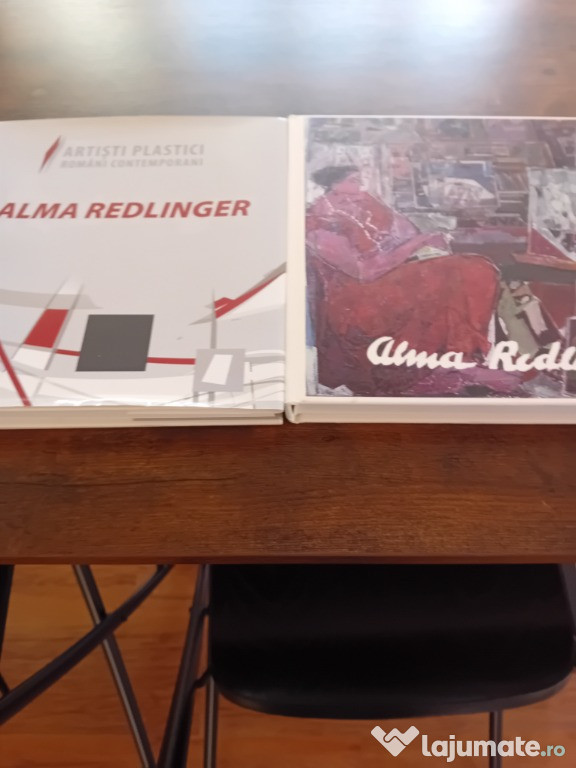 ARTIȘTI PLASTICI
ROMÂNI CONTEMPORANI
ALMA REDLINGER
Alma Redl
lajumate.ro